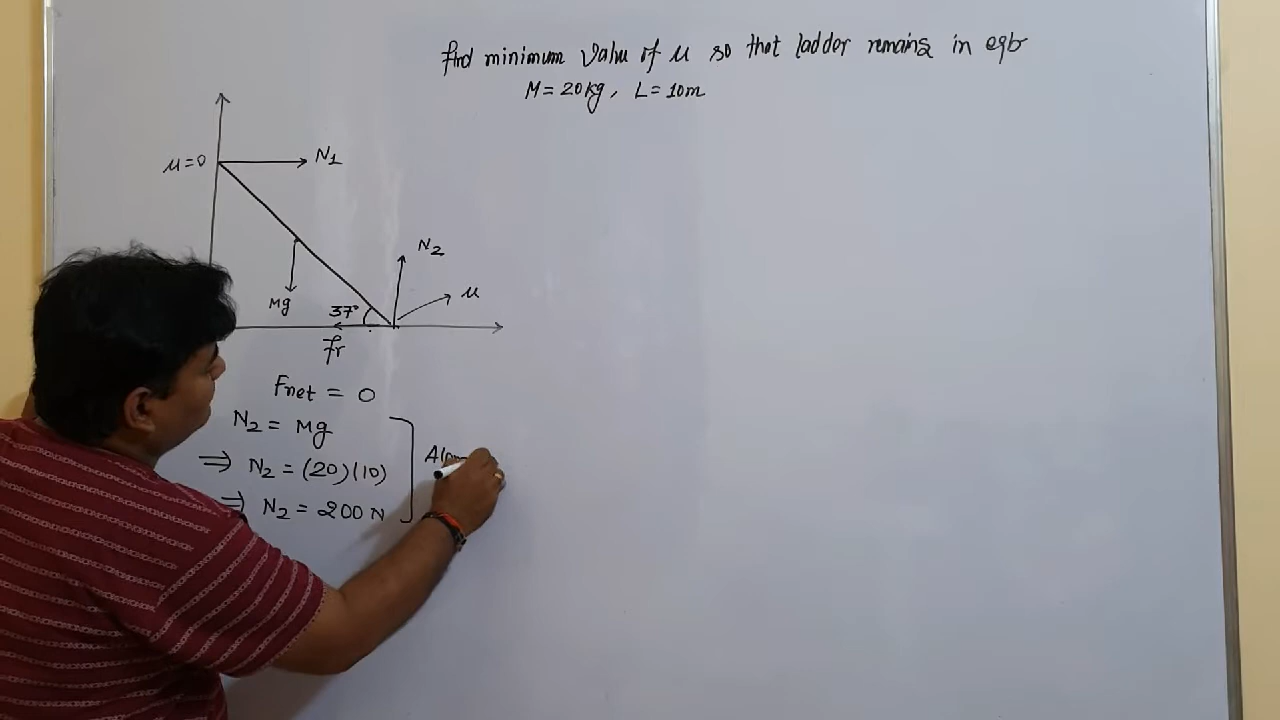 find minimum value of μ so that ladder remains in eqbr
M = 20kg, L = 10m
μ=0
N1
N2
Mg
37°
μ
fr
Fnet = 0
N2 = Mg
⇒ N2 = (20)(10)
⇒ N2 = 200 N